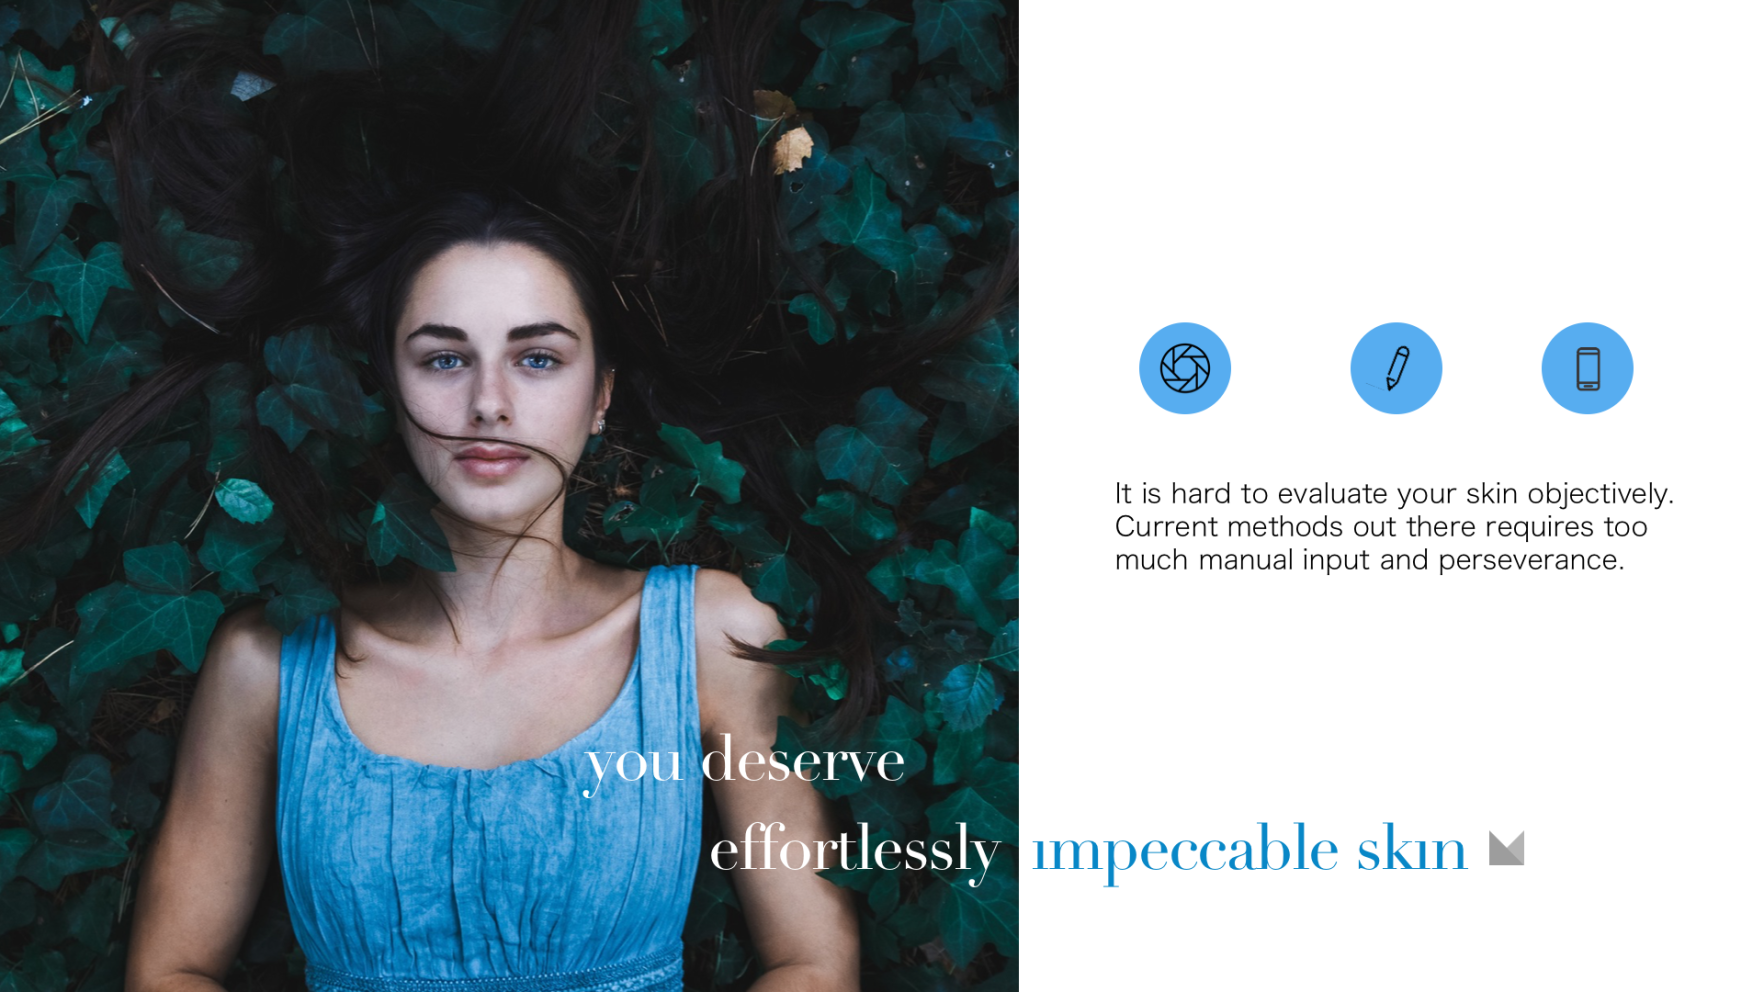 It is hard to evaluate your skin objectively.
Current methods out there requires too
much manual input and perseverance.
you deserve
effortlessly impeccable skin